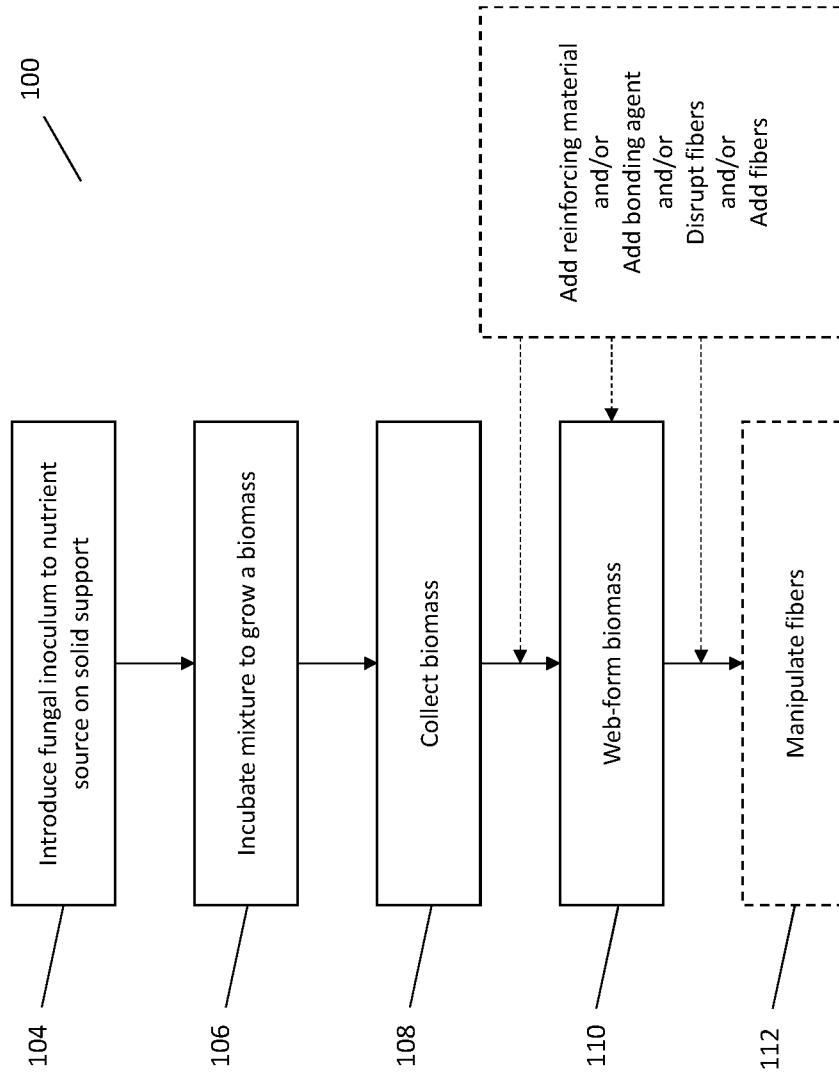 100
104
Introduce fungal inoculum to nutrient
source on solid support
106
Incubate mixture to grow a biomass
108
Collect biomass
110
Web-form biomass
112
Manipulate fibers
Add reinforcing material
and/or
Add bonding agent
and/or
Disrupt fibers
and/or
Add fibers